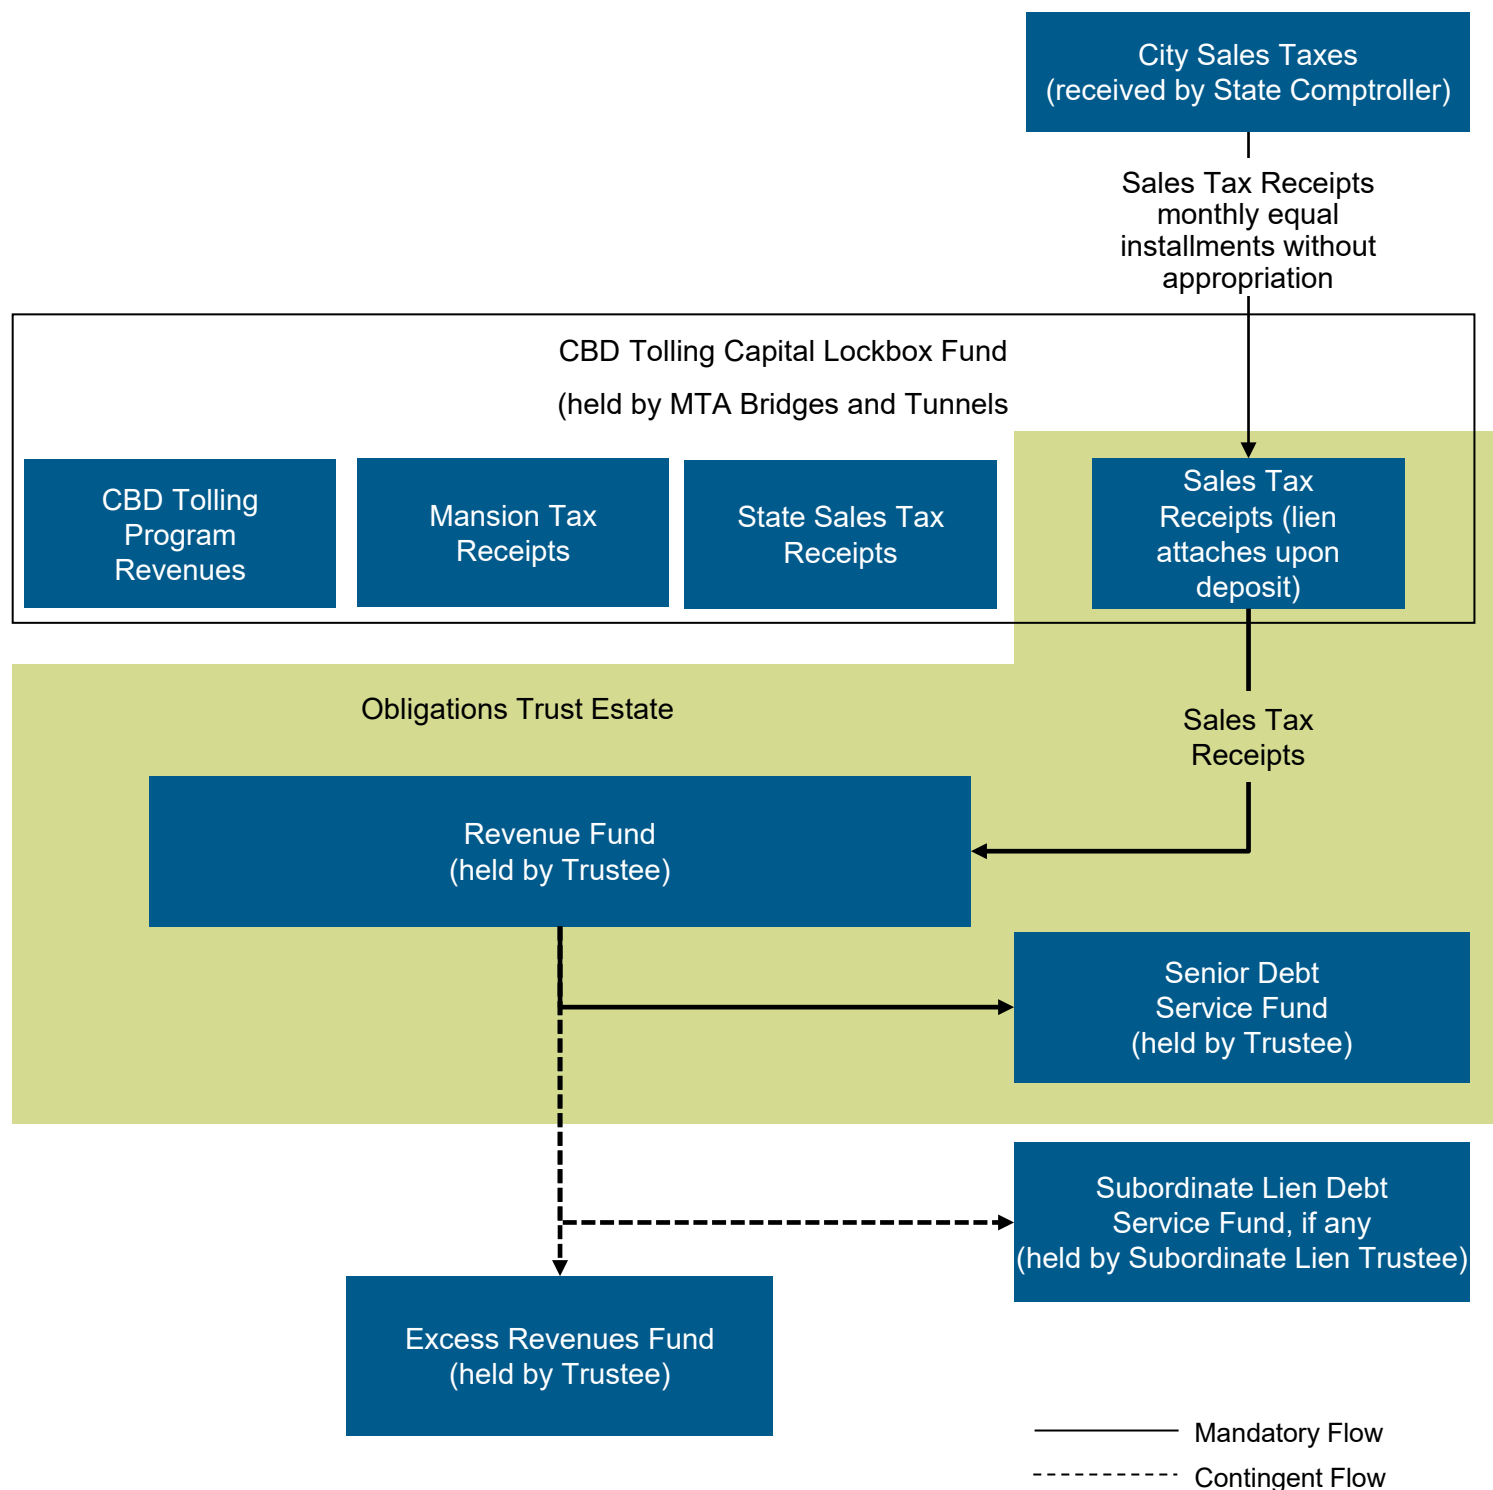 City Sales Taxes
(received by State Comptroller)
Sales Tax Receipts
monthly equal
installments without
appropriation
CBD Tolling Capital Lockbox Fund
(held by MTA Bridges and Tunnels
CBD Tolling
Program
Revenues
Mansion Tax
Receipts
State Sales Tax
Receipts
Sales Tax
Receipts (lien
attaches upon
deposit)
Obligations Trust Estate
Sales Tax
Receipts
Revenue Fund
(held by Trustee)
Senior Debt
Service Fund
(held by Trustee)
Subordinate Lien Debt
Service Fund, if any
(held by Subordinate Lien Trustee)
Excess Revenues Fund
(held by Trustee)
Mandatory Flow
Contingent Flow